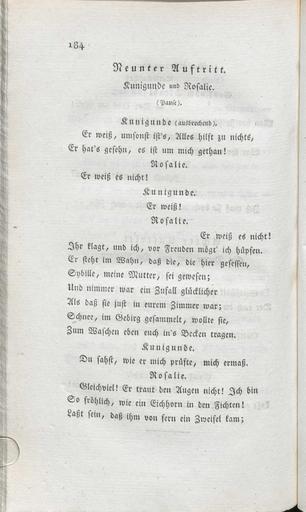 184
Neunter Auftritt.
Kunigunde und Rosalie.
(Pause).
Kunigunde (ausbrechend).
Er weiß, umsonst ist's, Alles hilft zu nichts,
Er hat's gesehn, es ist um mich gethan!
Rosalie.
Er weiß es nicht!
Kunigunde.
Er weiß!
Rosalie.
Er weiß es nicht!
Ihr klagt, und ich, vor Freuden mögt' ich hüpfen.
Er steht im Wahn, daß die, die hier gesessen,
Sybille, meine Mutter, sei gewesen;
Und nimmer war ein Zufall glücklicher
Als daß sie just in eurem Zimmer war;
Schnee, im Gebirg gesammelt, wollte sie,
Zum Waschen eben euch in's Becken tragen.
Kunigunde.
Du sahst, wie er mich prüfte, mich ermaß.
Rosalie.
Gleichviel! Er traut den Augen nicht! Ich bin
So fröhlich, wie ein Eichhorn in den Fichten!
Laßt sein, daß ihm von fern ein Zweifel kam;